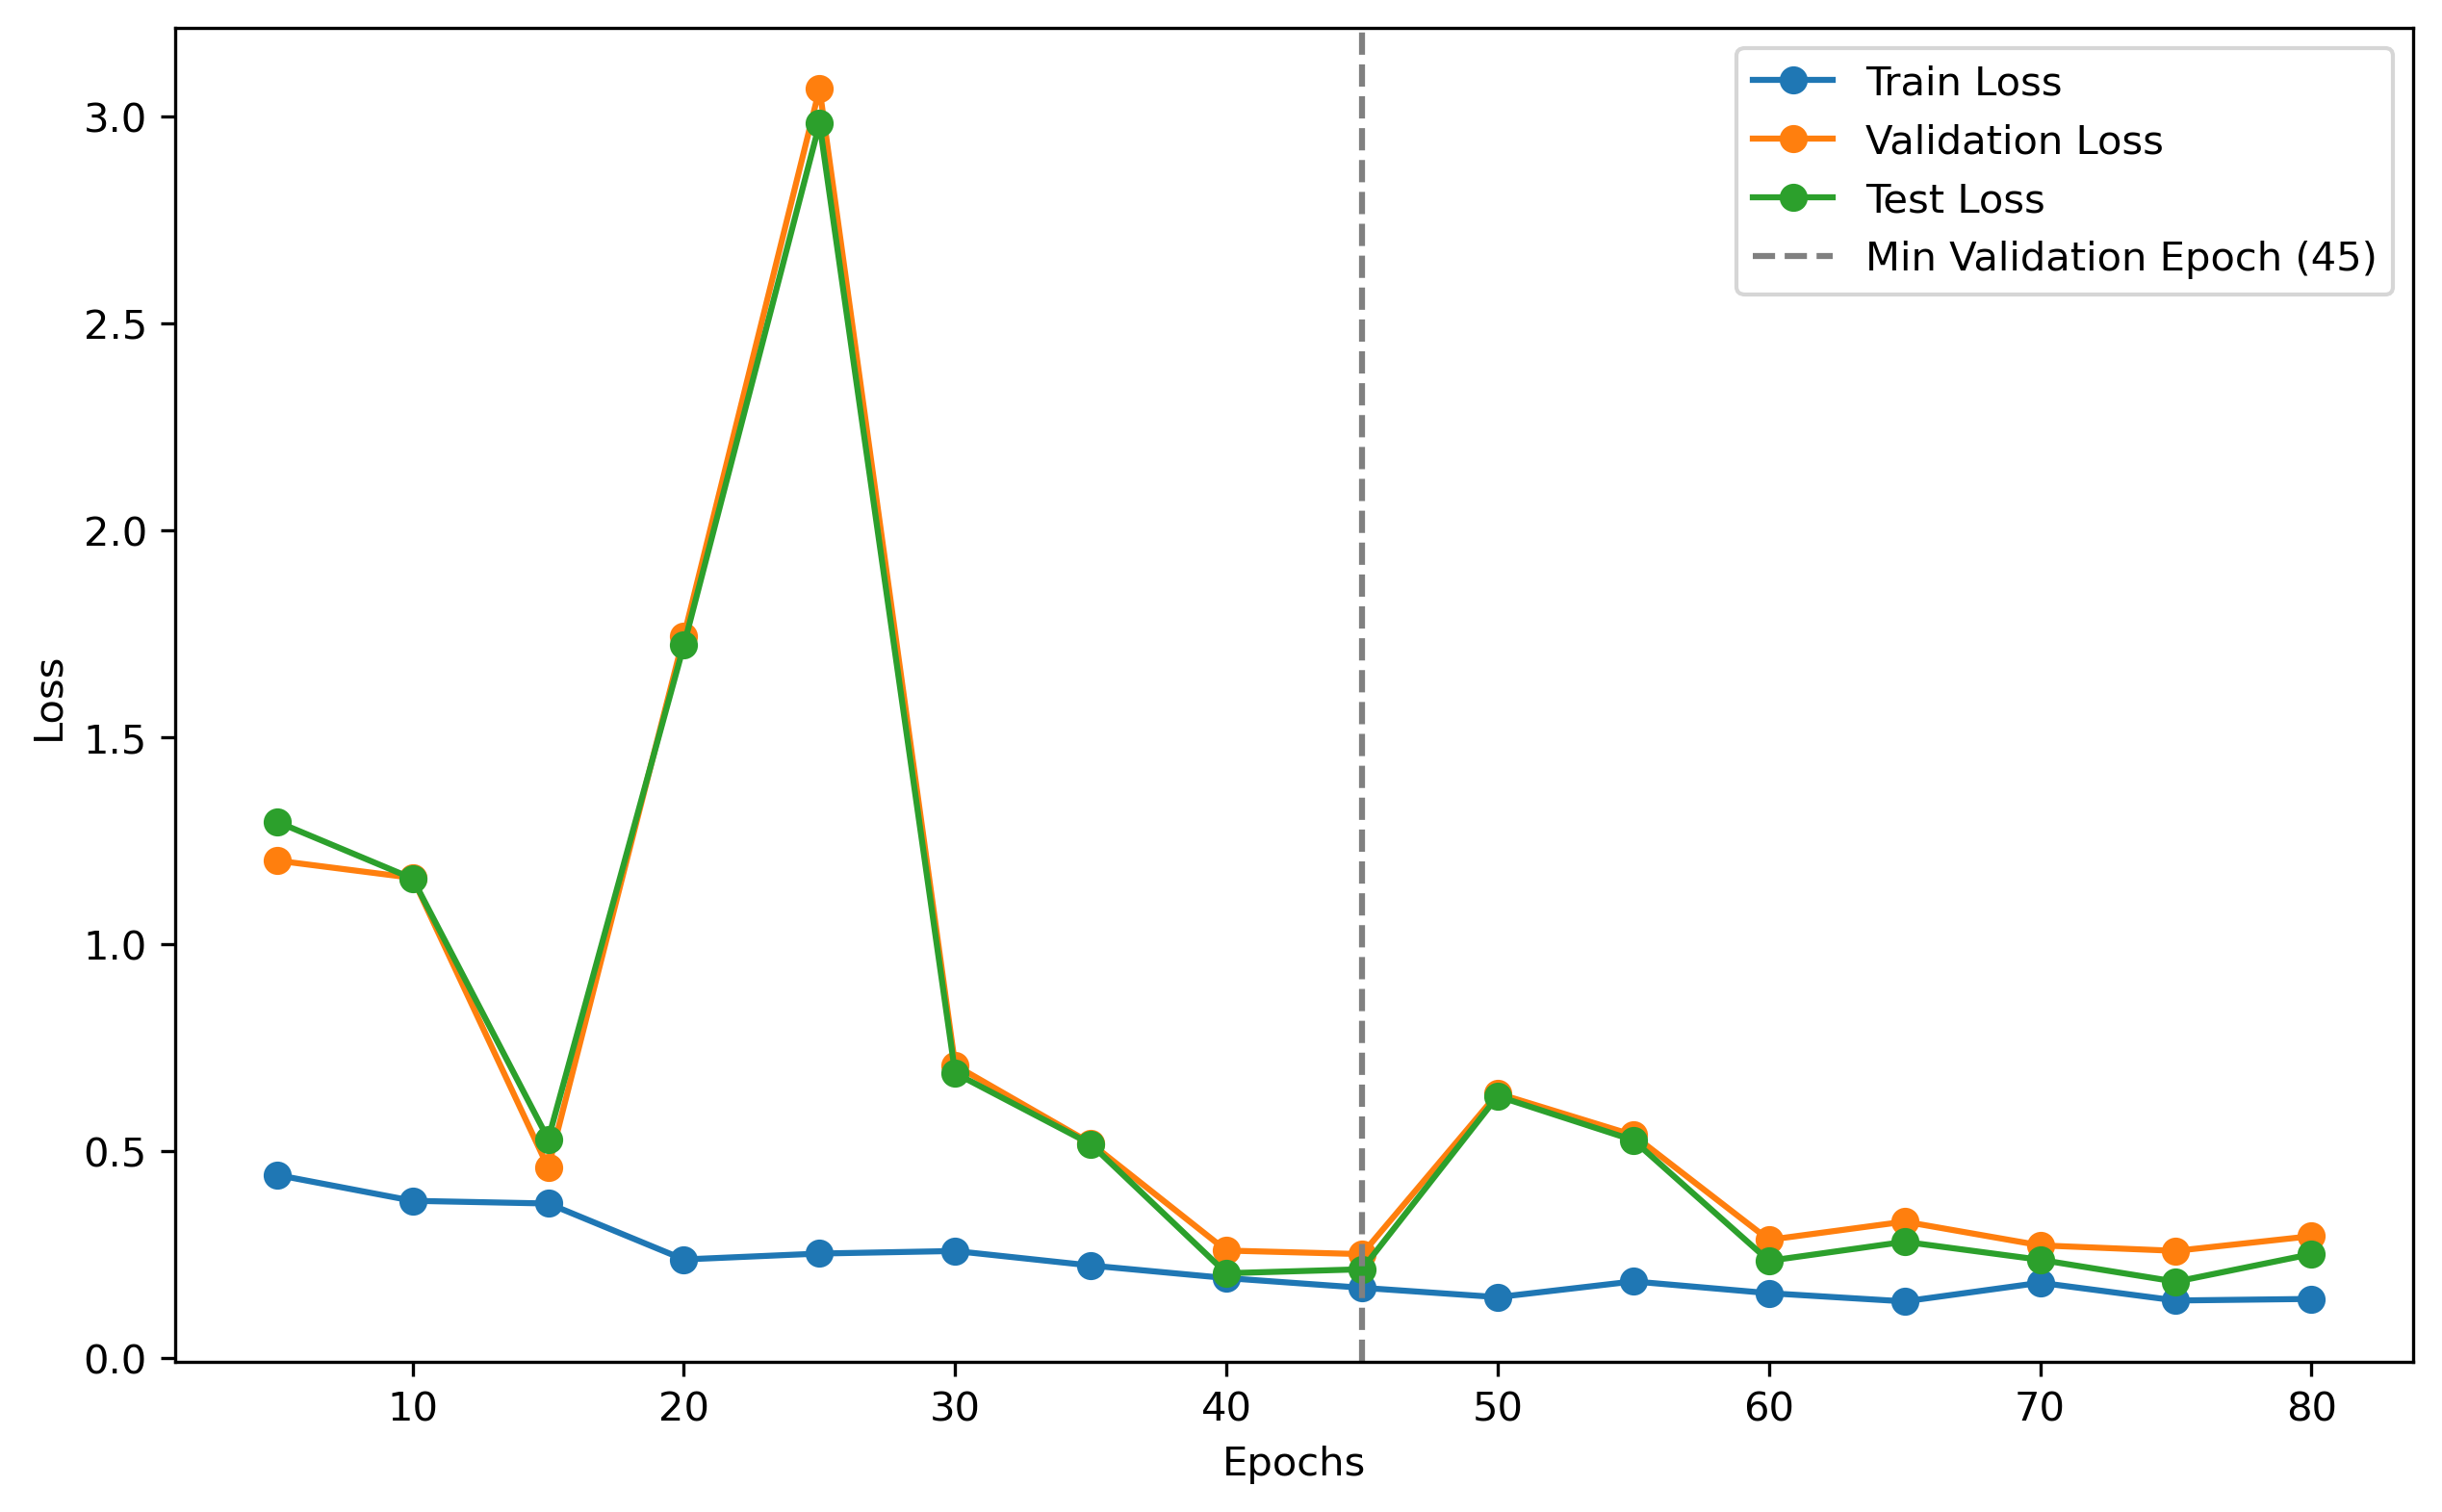 Train Loss
Validation Loss
Test Loss
Min Validation Epoch (45)
3.0
2.5
2.0
1.5
1.0
0.5
0.0
Loss
10 20 30 40 50 60 70 80
Epochs